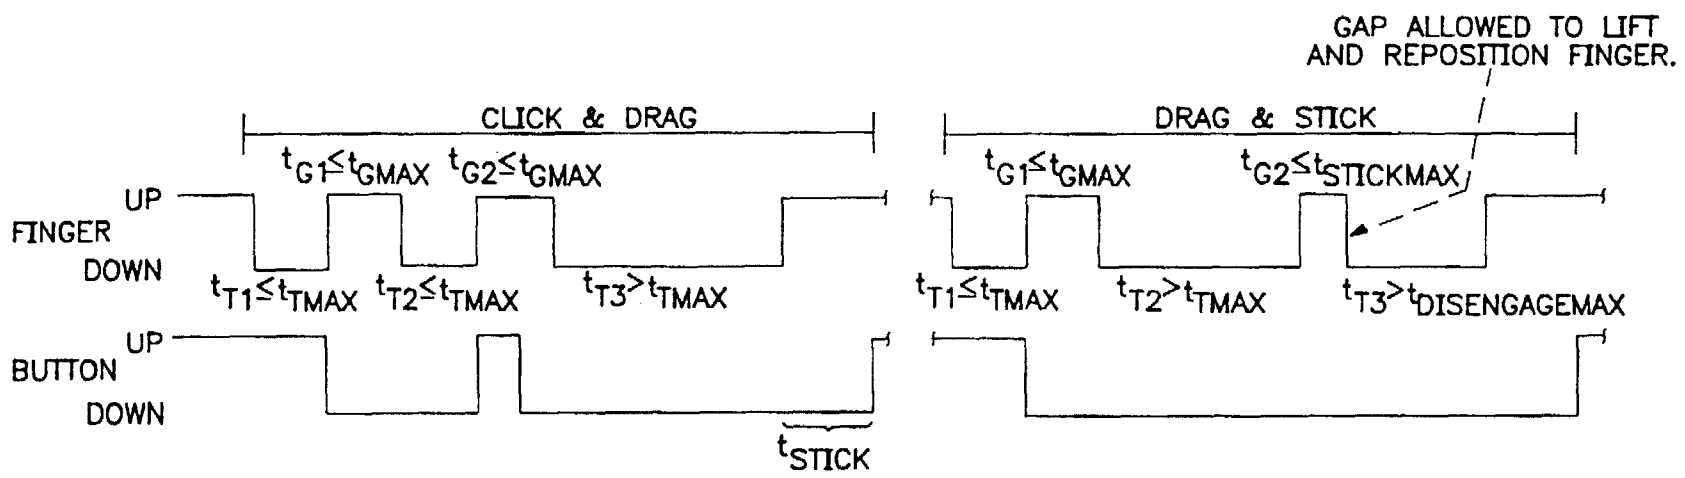 GAP ALLOWED TO LIFT
AND REPOSITION FINGER.
CLICK & DRAG
DRAG & STICK
tG1≤tGMAX
tG2≤tGMAX
tG1≤tGMAX
tG2≤tSTICKMAX
UP
FINGER
DOWN
tT1≤tTMAX
tT2≤tTMAX
tT3>tTMAX
tT1≤tTMAX
tT2>tTMAX
tT3>tDISENGAGEMAX
UP
BUTTON
DOWN
tSTICK